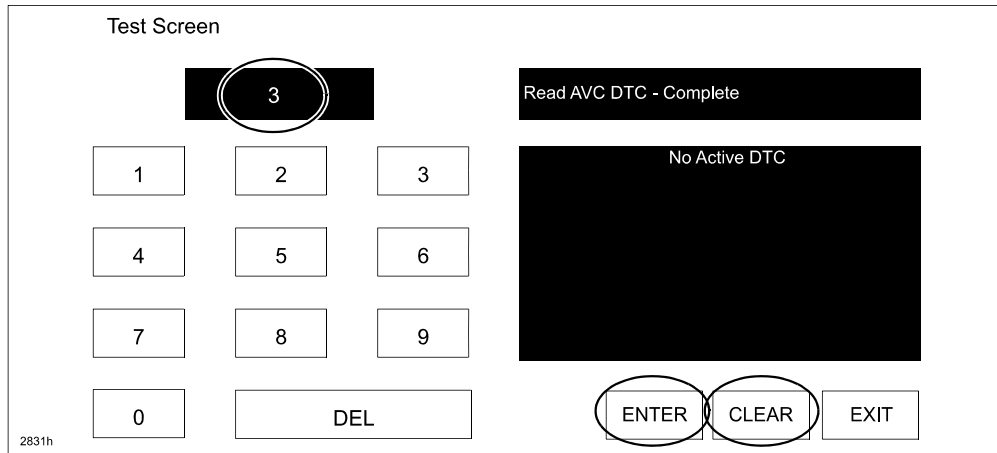 Test Screen
3
Read AVC DTC - Complete
No Active DTC
1 2 3
4 5 6
7 8 9
0 DEL
ENTER CLEAR EXIT
2831h